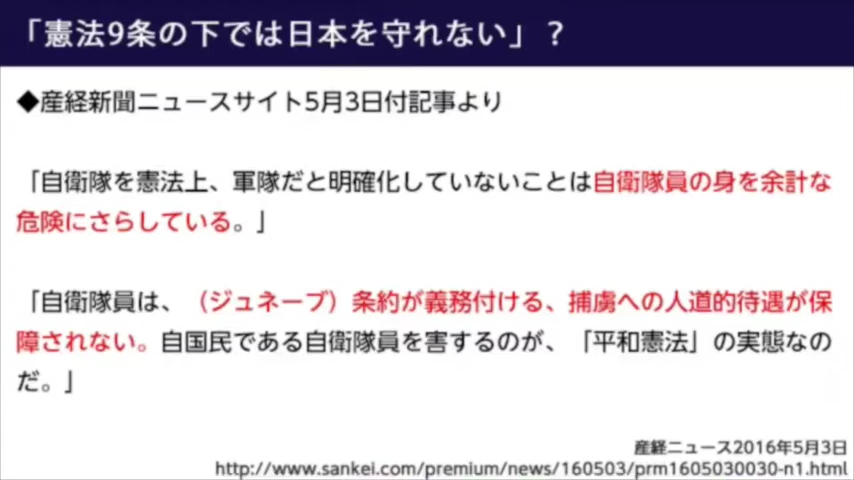 「憲法9条の下では日本を守れない」？
◆産経新聞ニュースサイト5月3日付記事より
「自衛隊を憲法上、軍隊だと明確化していないことは自衛隊員の身を余計な
危険にさらしている。」
「自衛隊員は、（ジュネーブ）条約が義務付ける、捕虜への人道的待遇が保
障されない。自国民である自衛隊員を害するのが、「平和憲法」の実態なの
だ。」
産経ニュース2016年5月3日
http://www.sankei.com/premium/news/160503/prm1605030030-n1.html